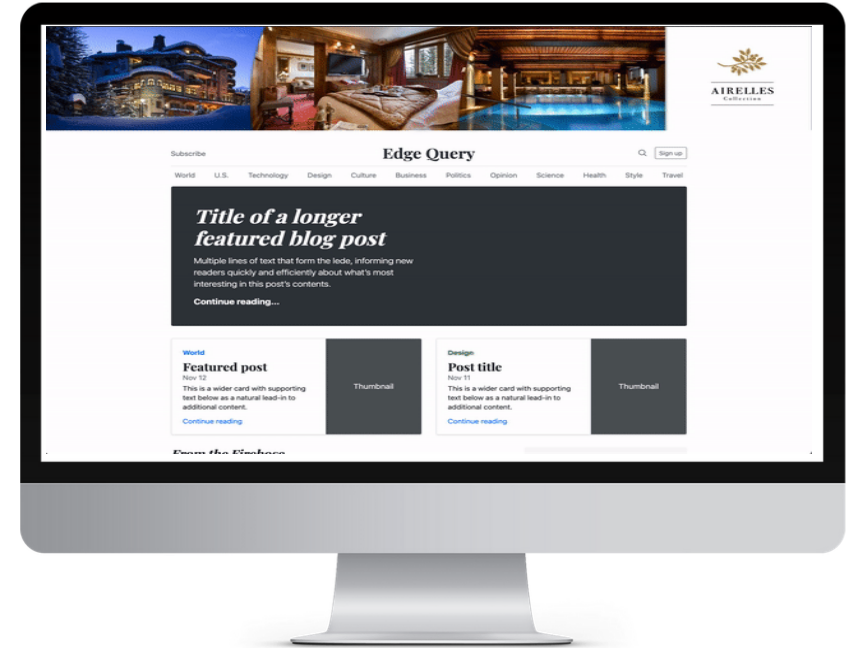 AIRELLES
Collection
Subscribe
Edge Query
Sign up
World U.S. Technology Design Culture Business Politics Opinion Science Health Style Travel
Title of a longer
featured blog post
Multiple lines of text that form the lede, informing new
readers quickly and efficiently about what's most
interesting in this post's contents.
Continue reading...
World
Featured post
Nov 12
This is a wider card with supporting
text below as a natural lead-in to
additional content.
Continue reading
Thumbnail
Design
Post title
Nov 11
This is a wider card with supporting
text below as a natural lead-in to
additional content.
Continue reading
Thumbnail
From the Firehose